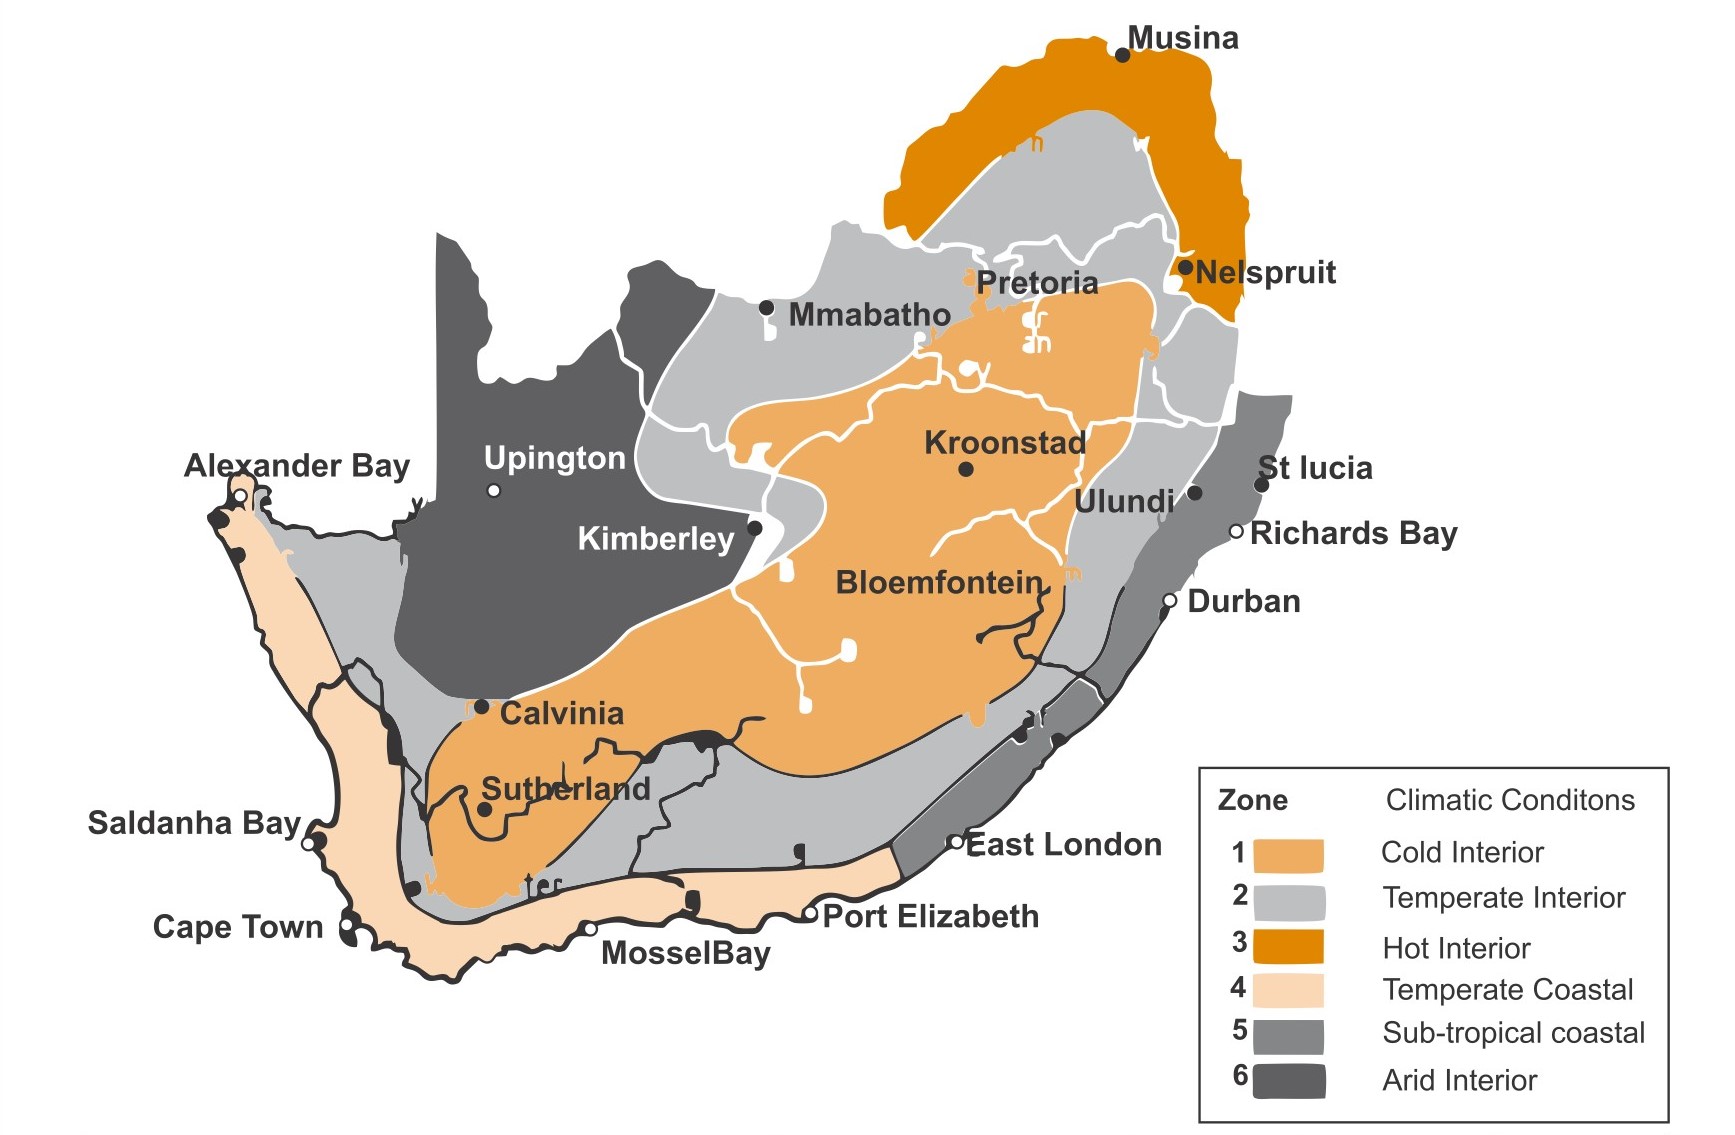 Musina
Nelspruit
Pretoria
Mmabatho
Kroonstad
Upington
Alexander Bay
St lucia
Ulundi
Richards Bay
Kimberley
Bloemfontein
Durban
Calvinia
Sutherland
Saldanha Bay
East London
Cape Town
Port Elizabeth
MosselBay
Zone Climatic Conditons
1 Cold Interior
2 Temperate Interior
3 Hot Interior
4 Temperate Coastal
5 Sub-tropical coastal
6 Arid Interior